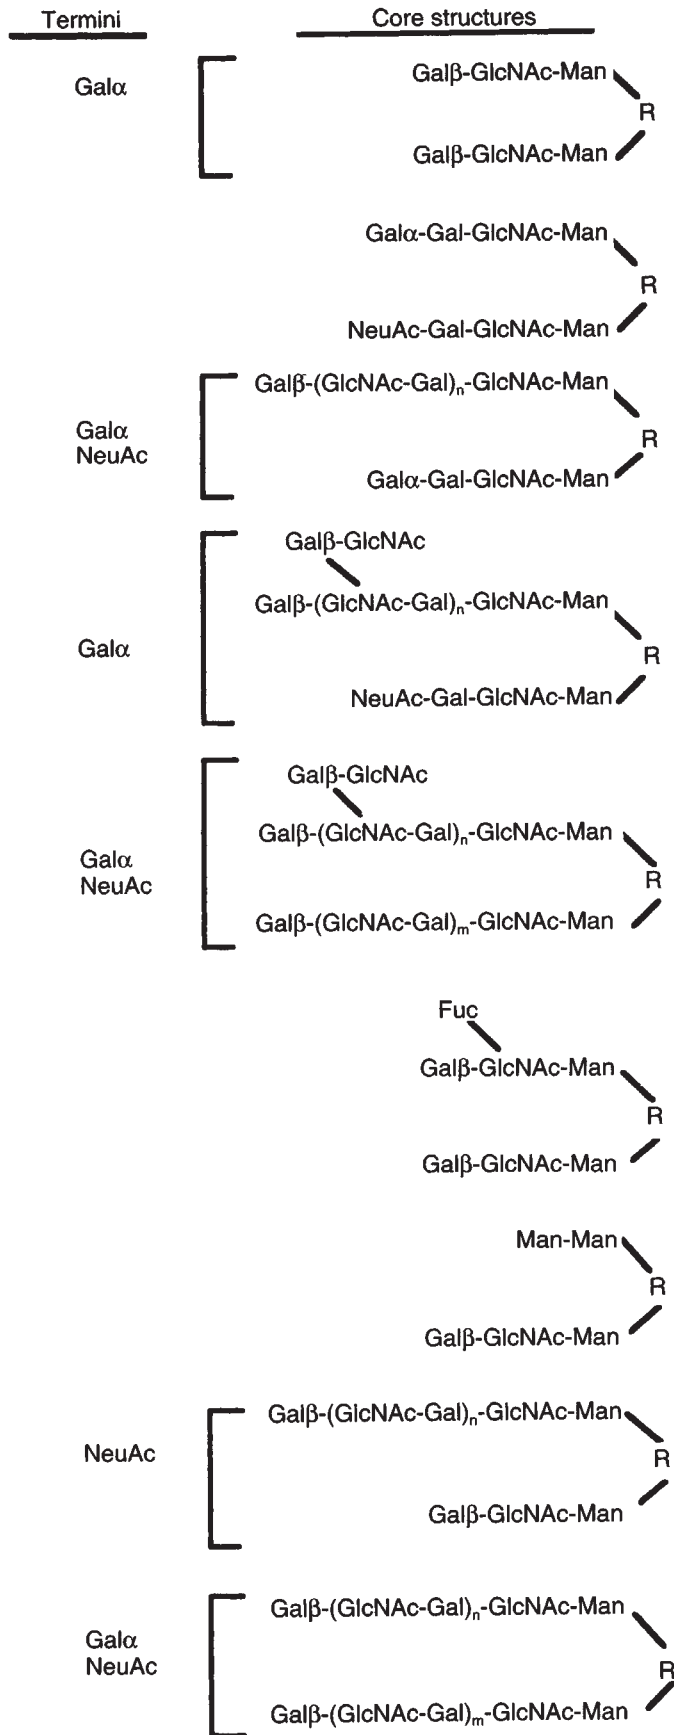 Termini Core structures
Galα
Galβ-GlcNAc-Man
R
Galβ-GlcNAc-Man
Galα-Gal-GlcNAc-Man
R
NeuAc-Gal-GlcNAc-Man
Galα
NeuAc
Galβ-(GlcNAc-Gal)n-GlcNAc-Man
R
Galα-Gal-GlcNAc-Man
Galα
Galβ-GlcNAc
Galβ-(GlcNAc-Gal)n-GlcNAc-Man
R
NeuAc-Gal-GlcNAc-Man
Galα
NeuAc
Galβ-GlcNAc
Galβ-(GlcNAc-Gal)n-GlcNAc-Man
R
Galβ-(GlcNAc-Gal)m-GlcNAc-Man
Fuc
Galβ-GlcNAc-Man
R
Galβ-GlcNAc-Man
Man-Man
R
Galβ-GlcNAc-Man
NeuAc
Galβ-(GlcNAc-Gal)n-GlcNAc-Man
R
Galβ-GlcNAc-Man
Galα
NeuAc
Galβ-(GlcNAc-Gal)n-GlcNAc-Man
R
Galβ-(GlcNAc-Gal)m-GlcNAc-Man